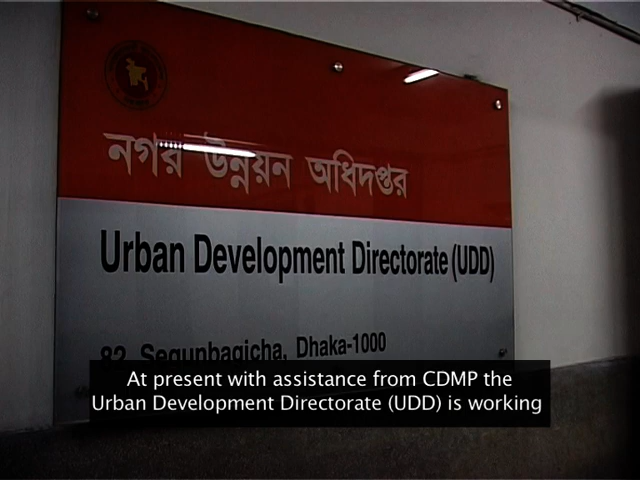 নগর উন্নয়ন অধিদপ্তর
Urban Development Directorate (UDD)
82, Segunbagicha, Dhaka-1000
At present with assistance from CDMP the
Urban Development Directorate (UDD) is working